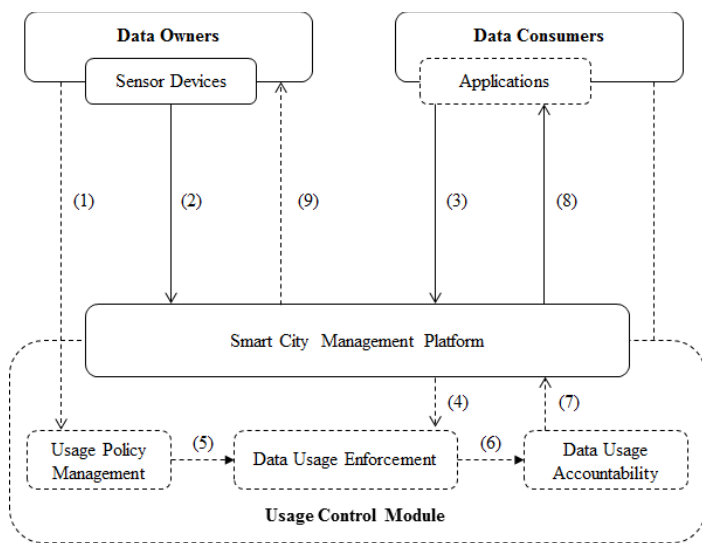 Data Owners
Data Consumers
Sensor Devices
Applications
(1)
(2)
(9)
(3)
(8)
Smart City Management Platform
(4)
(7)
Usage Policy
Management
(5)
Data Usage Enforcement
(6)
Data Usage
Accountability
Usage Control Module